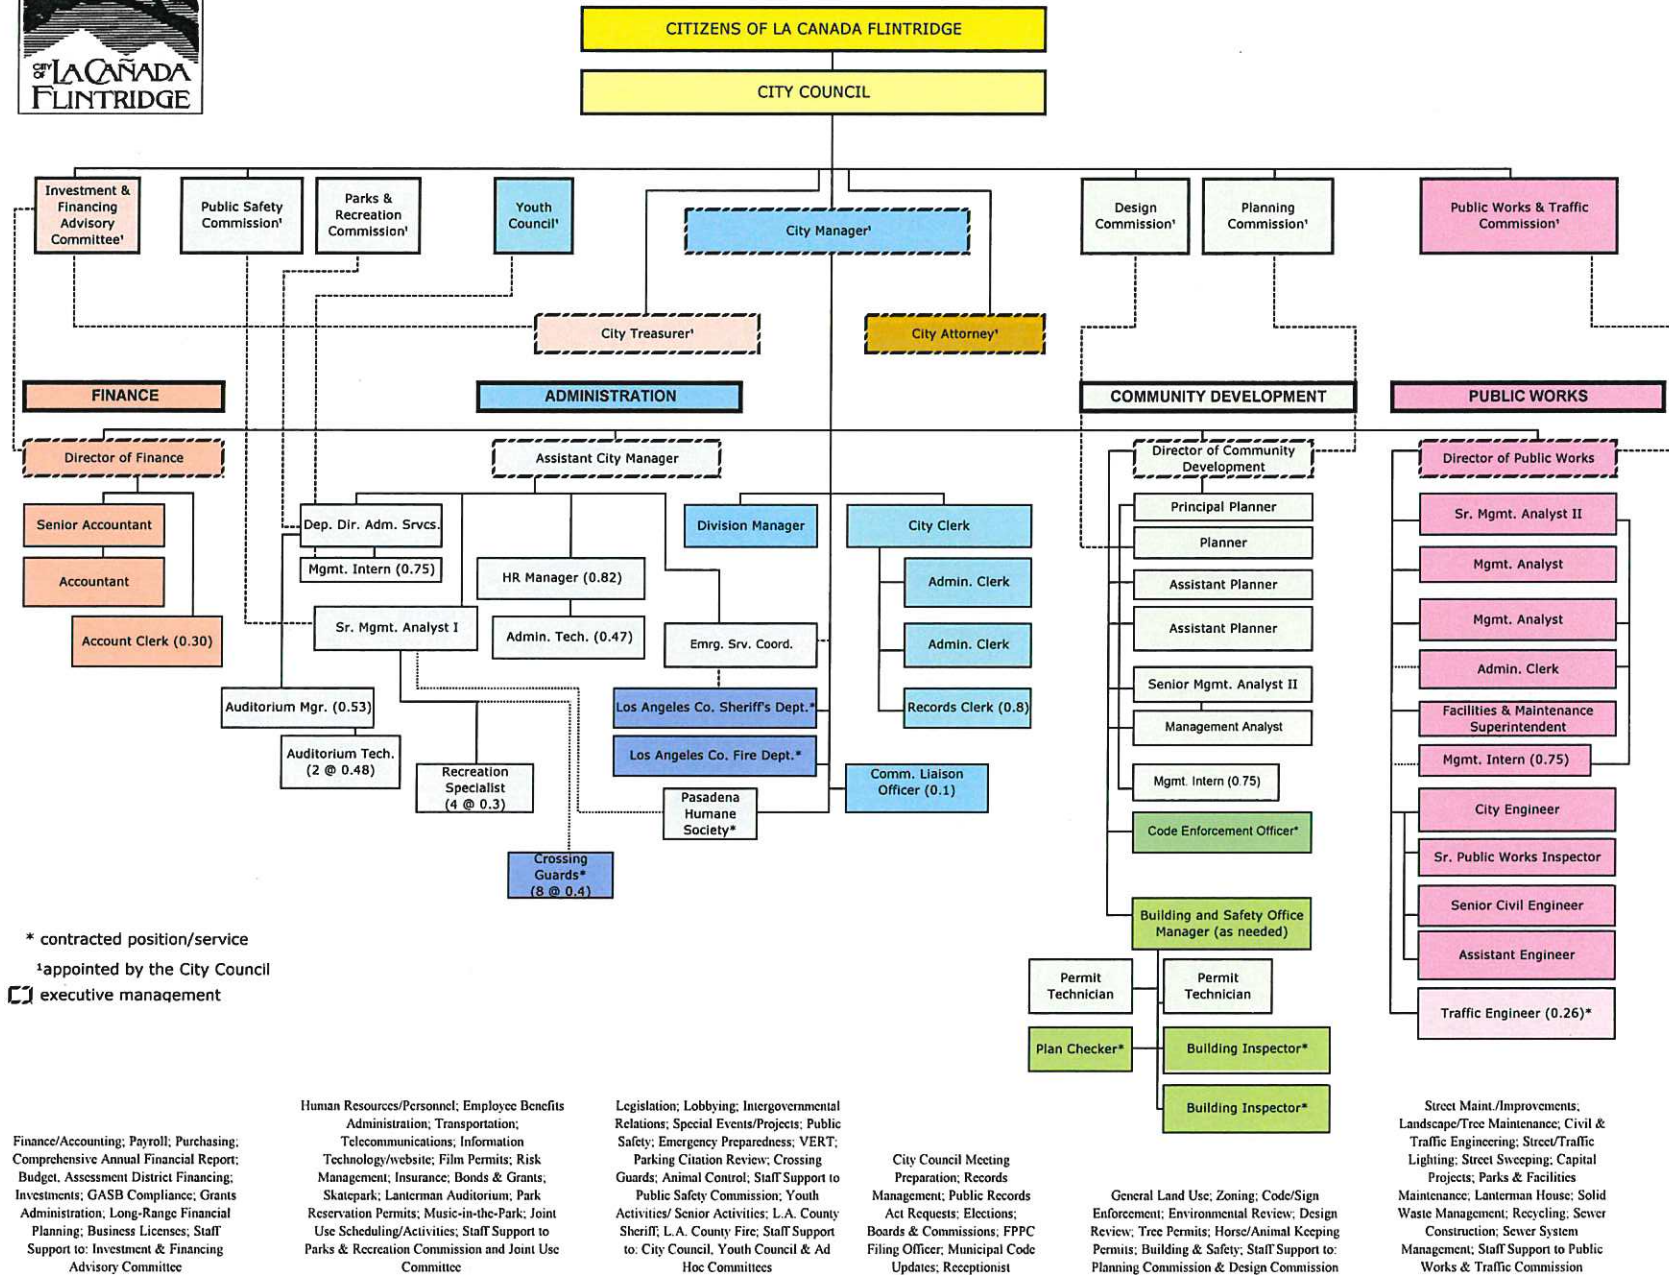 CITY OF LA CAÑADA
FLINTRIDGE
CITIZENS OF LA CANADA FLINTRIDGE
CITY COUNCIL
Investment &
Financing
Advisory
Committee¹
Public Safety
Commission¹
Parks &
Recreation
Commission¹
Youth
Council¹
City Manager¹
Design
Commission¹
Planning
Commission¹
Public Works & Traffic
Commission¹
City Treasurer¹
City Attorney¹
FINANCE
ADMINISTRATION
COMMUNITY DEVELOPMENT
PUBLIC WORKS
Director of Finance
Assistant City Manager
Director of Community
Development
Director of Public Works
Senior Accountant
Accountant
Account Clerk (0.30)
Dep. Dir. Adm. Srvcs.
Mgmt. Intern (0.75)
Sr. Mgmt. Analyst I
Auditorium Mgr. (0.53)
Auditorium Tech.
(2 @ 0.48)
Recreation
Specialist
(4 @ 0.3)
HR Manager (0.82)
Admin. Tech. (0.47)
Crossing
Guards*
(8 @ 0.4)
Division Manager
Emrg. Srv. Coord.
Los Angeles Co. Sheriff's Dept.*
Los Angeles Co. Fire Dept.*
Pasadena
Humane
Society*
City Clerk
Admin. Clerk
Admin. Clerk
Records Clerk (0.8)
Comm. Liaison
Officer (0.1)
Principal Planner
Planner
Assistant Planner
Assistant Planner
Senior Mgmt. Analyst II
Management Analyst
Mgmt. Intern (0.75)
Code Enforcement Officer*
Building and Safety Office
Manager (as needed)
Permit
Technician
Permit
Technician
Plan Checker*
Building Inspector*
Building Inspector*
Sr. Mgmt. Analyst II
Mgmt. Analyst
Mgmt. Analyst
Admin. Clerk
Facilities & Maintenance
Superintendent
Mgmt. Intern (0.75)
City Engineer
Sr. Public Works Inspector
Senior Civil Engineer
Assistant Engineer
Traffic Engineer (0.26)*
* contracted position/service
¹appointed by the City Council
executive management
Finance/Accounting; Payroll; Purchasing;
Comprehensive Annual Financial Report;
Budget, Assessment District Financing;
Investments; GASB Compliance; Grants
Administration; Long-Range Financial
Planning; Business Licenses; Staff
Support to: Investment & Financing
Advisory Committee
Human Resources/Personnel; Employee Benefits
Administration; Transportation;
Telecommunications; Information
Technology/website; Film Permits; Risk
Management; Insurance; Bonds & Grants;
Skatepark; Lanterman Auditorium; Park
Reservation Permits; Music-in-the-Park; Joint
Use Scheduling/Activities; Staff Support to
Parks & Recreation Commission and Joint Use
Committee
Legislation; Lobbying; Intergovernmental
Relations; Special Events/Projects; Public
Safety; Emergency Preparedness; VERT;
Parking Citation Review; Crossing
Guards; Animal Control; Staff Support to
Public Safety Commission; Youth
Activities/ Senior Activities; L.A. County
Sheriff; L.A. County Fire; Staff Support
to: City Council, Youth Council & Ad
Hoc Committees
City Council Meeting
Preparation; Records
Management; Public Records
Act Requests; Elections;
Boards & Commissions; FPPC
Filing Officer; Municipal Code
Updates; Receptionist
General Land Use; Zoning; Code/Sign
Enforcement; Environmental Review; Design
Review; Tree Permits; Horse/Animal Keeping
Permits; Building & Safety; Staff Support to:
Planning Commission & Design Commission
Street Maint./Improvements;
Landscape/Tree Maintenance; Civil &
Traffic Engineering; Street/Traffic
Lighting; Street Sweeping; Capital
Projects; Parks & Facilities
Maintenance; Lanterman House; Solid
Waste Management; Recycling; Sewer
Construction; Sewer System
Management; Staff Support to Public
Works & Traffic Commission